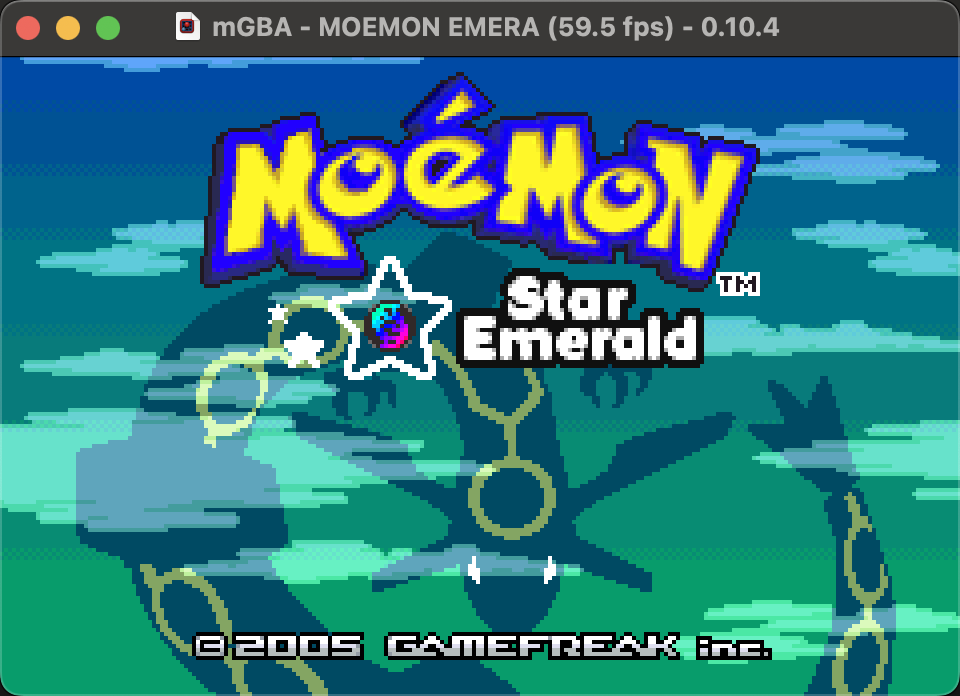 mGBA - MOEMON EMERA (59.5 fps) - 0.10.4
MOÉMON
TM
Star
Emerald
©2005 GAMEFREAK inc.